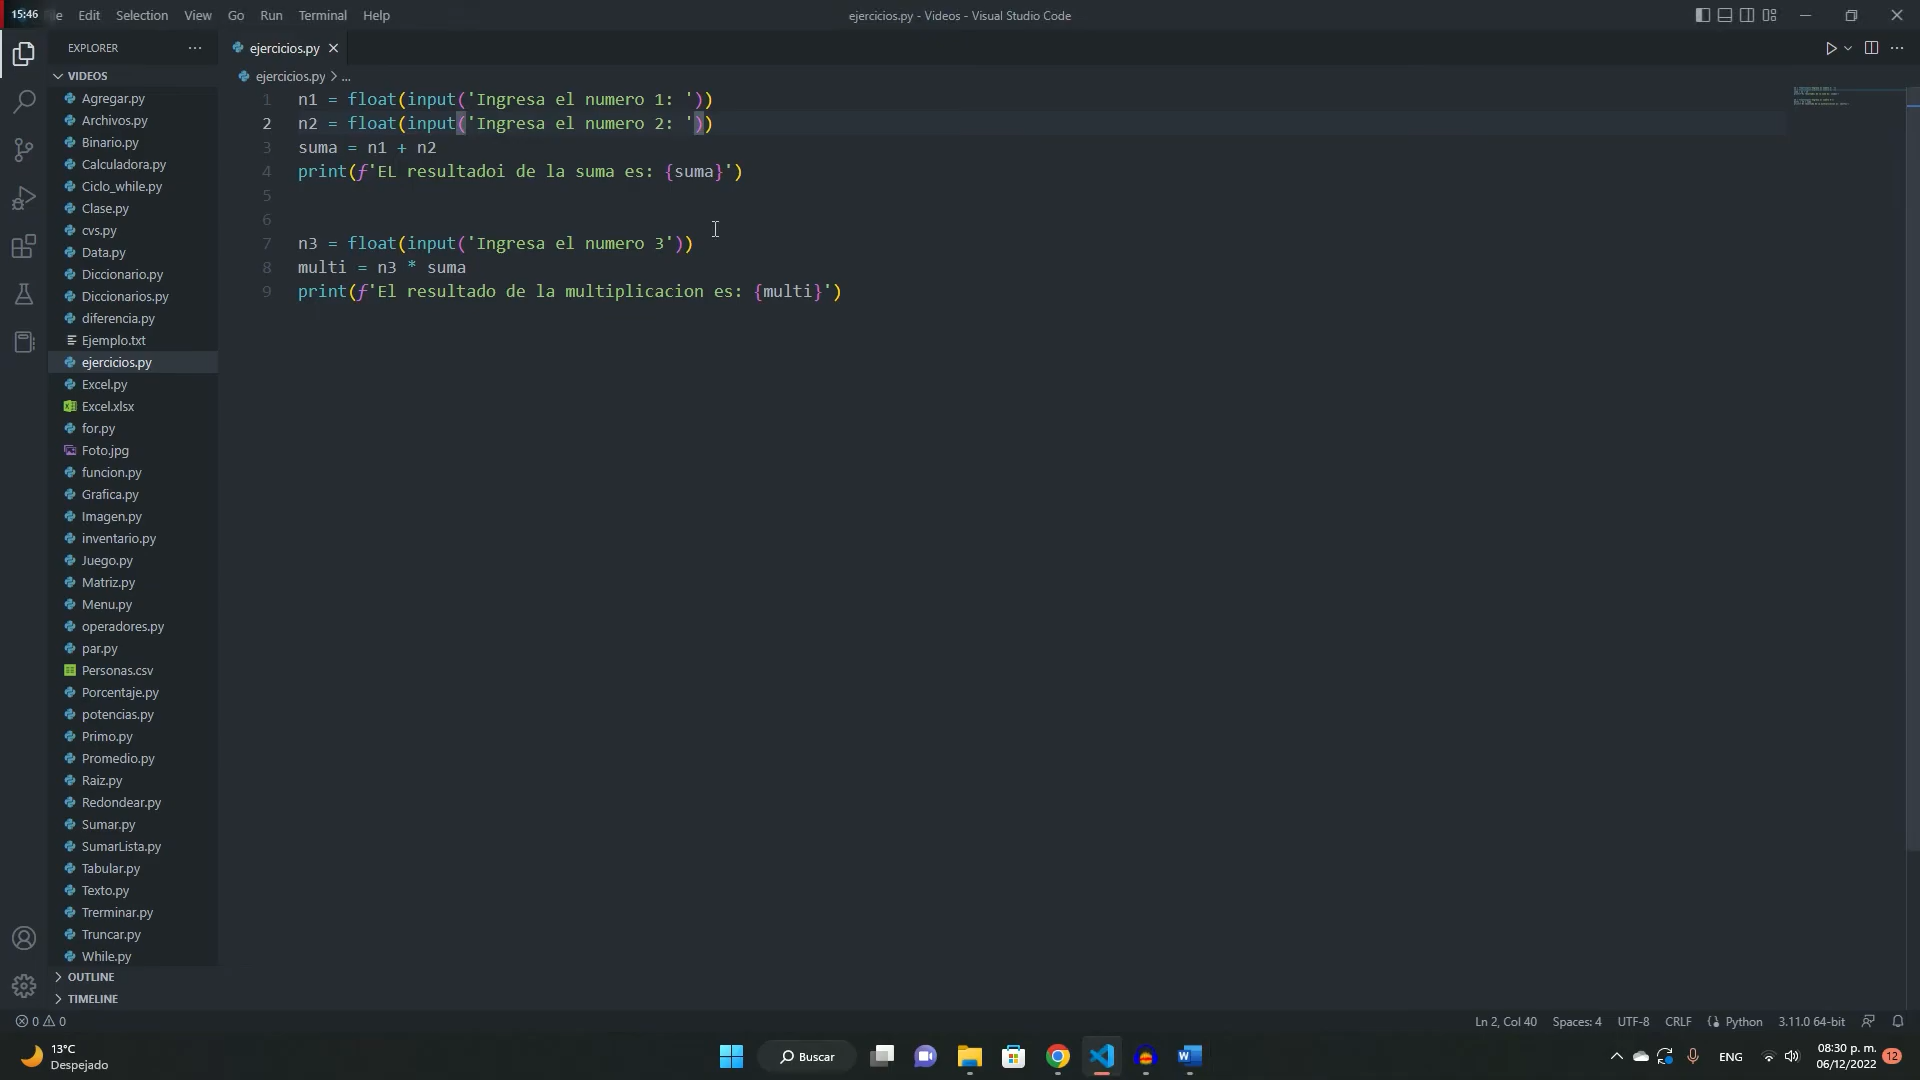 15:46
Edit Selection View Go Run Terminal Help
ejercicios.py - Videos - Visual Studio Code
EXPLORER
ejercicios.py
VIDEOS
ejercicios.py > ...
Agregar.py
Archivos.py
Binario.py
Calculadora.py
Ciclo_while.py
Clase.py
cvs.py
Data.py
Diccionario.py
Diccionarios.py
diferencia.py
Ejemplo.txt
ejercicios.py
Excel.py
Excel.xlsx
for.py
Foto.jpg
funcion.py
Grafica.py
Imagen.py
inventario.py
Juego.py
Matriz.py
Menu.py
operadores.py
par.py
Personas.csv
Porcentaje.py
potencias.py
Primo.py
Promedio.py
Raiz.py
Redondear.py
Sumar.py
SumarLista.py
Tabular.py
Texto.py
Trerminar.py
Truncar.py
While.py
OUTLINE
TIMELINE
1 n1 = float(input('Ingresa el numero 1: '))
2 n2 = float(input('Ingresa el numero 2: '))
3 suma = n1 + n2
4 print(f'EL resultadoi de la suma es: {suma}')
5
6
7 n3 = float(input('Ingresa el numero 3'))
8 multi = n3 * suma
9 print(f'El resultado de la multiplicacion es: {multi}')
0 0
Ln 2, Col 40 Spaces: 4 UTF-8 CRLF Python 3.11.0 64-bit
13°C
Despejado
Buscar
ENG
08:30 p. m.
06/12/2022
12